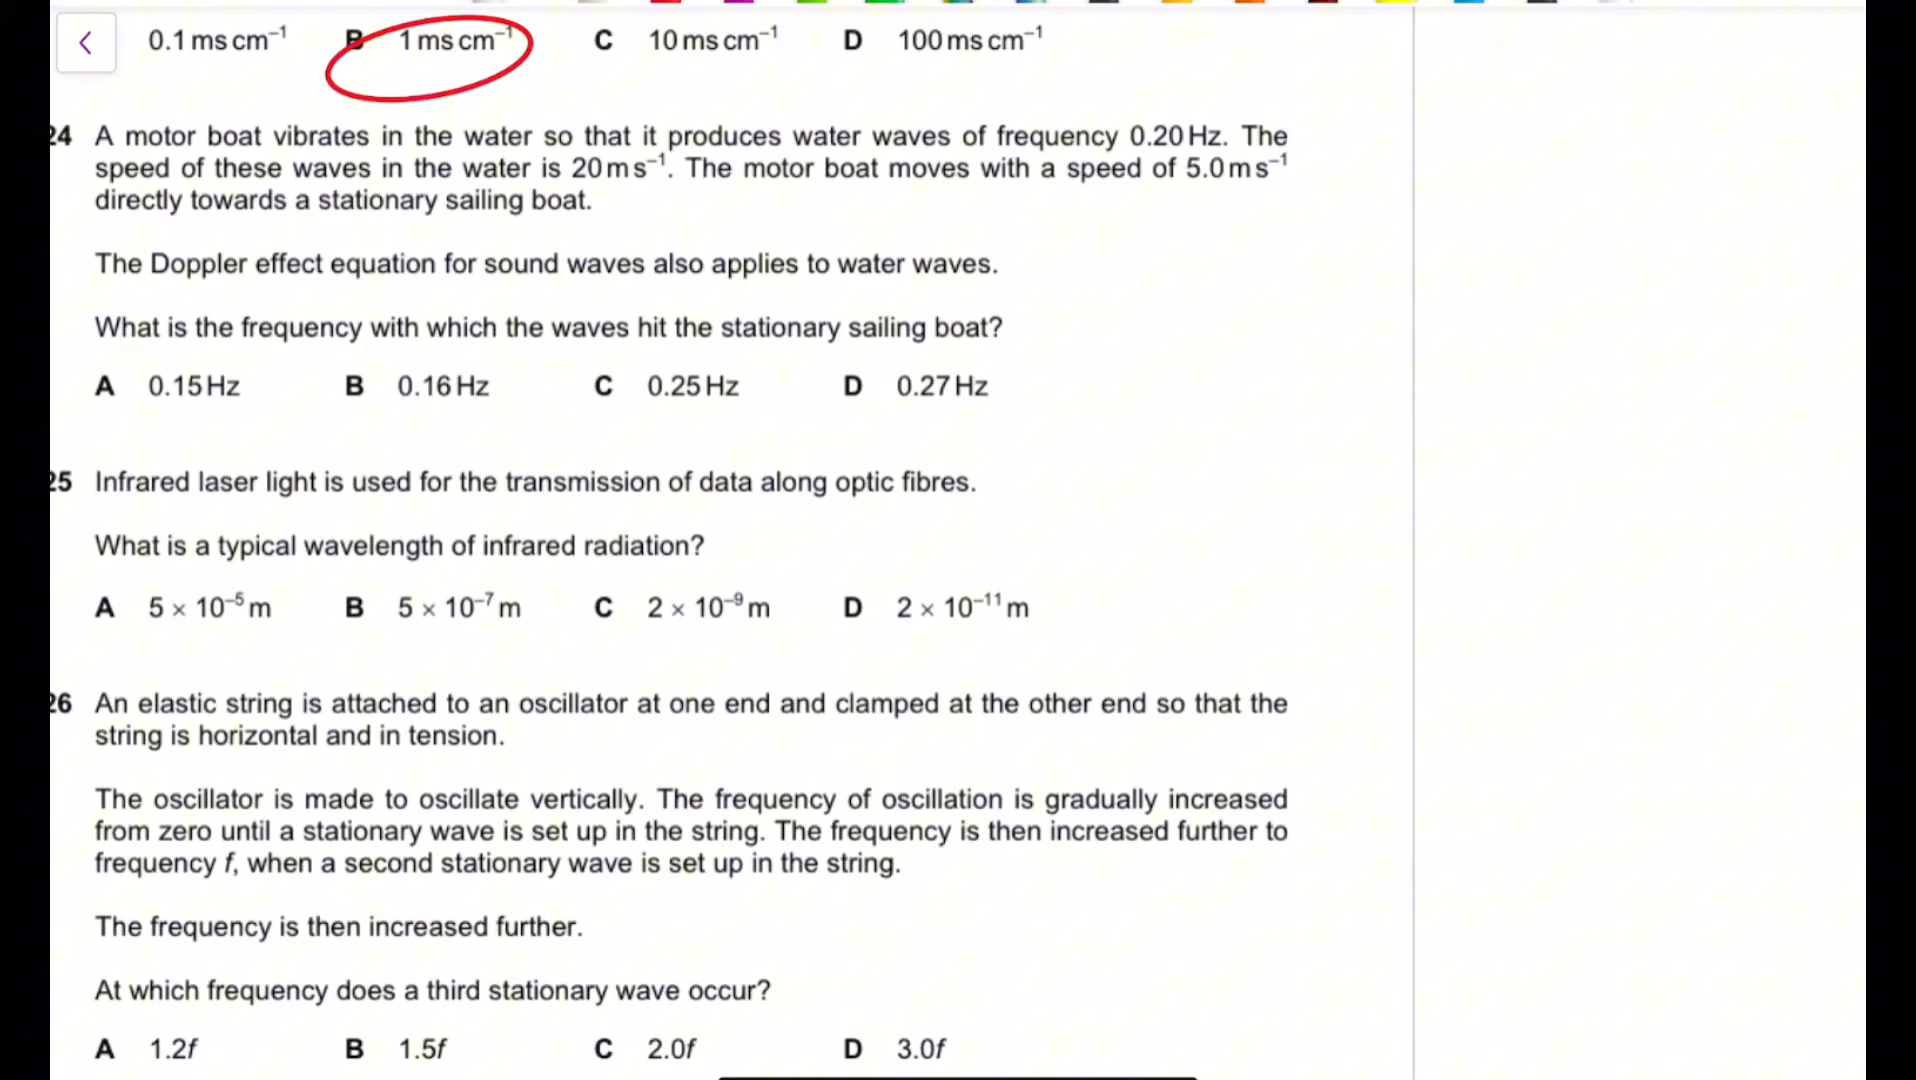 0.1 ms cm⁻¹ B 1 ms cm⁻¹ C 10 ms cm⁻¹ D 100 ms cm⁻¹
24 A motor boat vibrates in the water so that it produces water waves of frequency 0.20 Hz. The
speed of these waves in the water is 20 m s⁻¹. The motor boat moves with a speed of 5.0 m s⁻¹
directly towards a stationary sailing boat.
The Doppler effect equation for sound waves also applies to water waves.
What is the frequency with which the waves hit the stationary sailing boat?
A 0.15 Hz B 0.16 Hz C 0.25 Hz D 0.27 Hz
25 Infrared laser light is used for the transmission of data along optic fibres.
What is a typical wavelength of infrared radiation?
A 5 × 10⁻⁵ m B 5 × 10⁻⁷ m C 2 × 10⁻⁹ m D 2 × 10⁻¹¹ m
26 An elastic string is attached to an oscillator at one end and clamped at the other end so that the
string is horizontal and in tension.
The oscillator is made to oscillate vertically. The frequency of oscillation is gradually increased
from zero until a stationary wave is set up in the string. The frequency is then increased further to
frequency f, when a second stationary wave is set up in the string.
The frequency is then increased further.
At which frequency does a third stationary wave occur?
A 1.2f B 1.5f C 2.0f D 3.0f